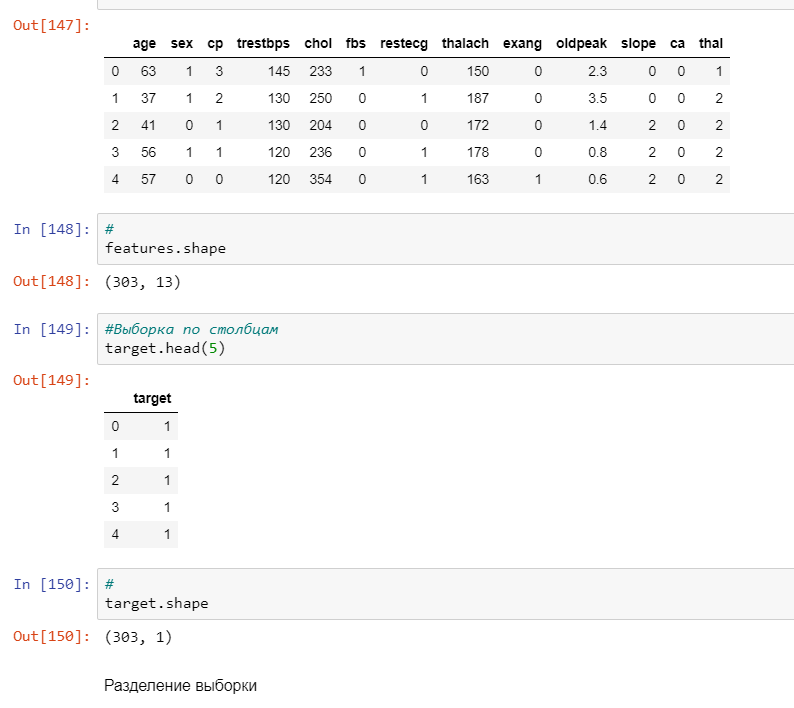 Out[147]:
age sex cp trestbps chol fbs restecg thalach exang oldpeak slope ca thal
0 63 1 3 145 233 1 0 150 0 2.3 0 0 1
1 37 1 2 130 250 0 1 187 0 3.5 0 0 2
2 41 0 1 130 204 0 0 172 0 1.4 2 0 2
3 56 1 1 120 236 0 1 178 0 0.8 2 0 2
4 57 0 0 120 354 0 1 163 1 0.6 2 0 2
In [148]: #
features.shape
Out[148]: (303, 13)
In [149]: #Выборка по столбцам
target.head(5)
Out[149]:
target
0 1
1 1
2 1
3 1
4 1
In [150]: #
target.shape
Out[150]: (303, 1)
Разделение выборки